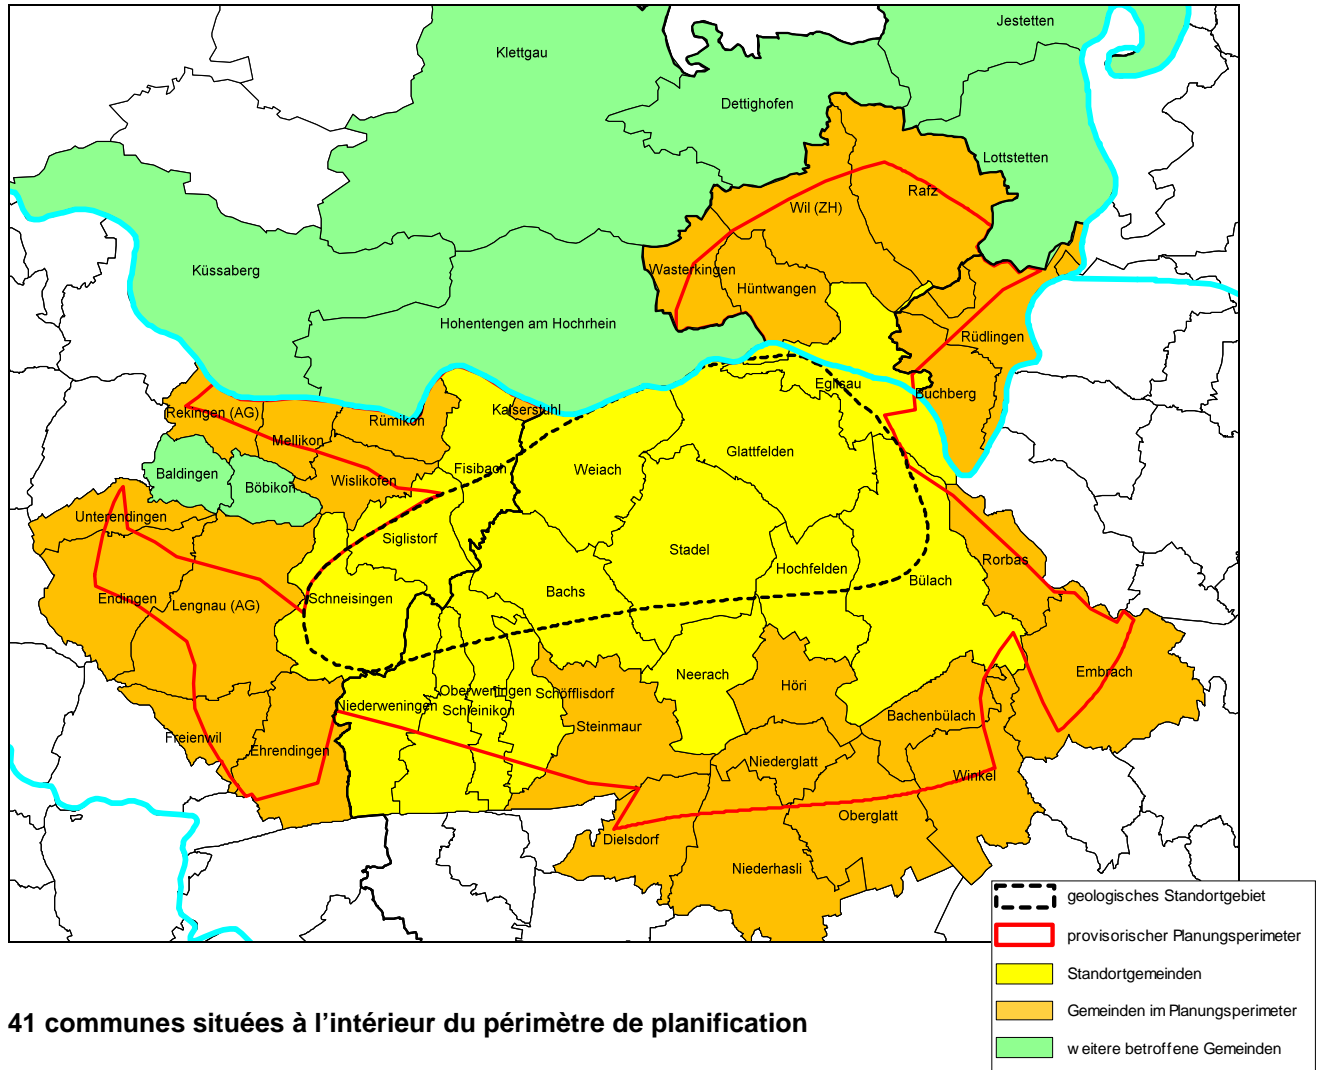 Jestetten
Klettgau
Dettighofen
Lottstetten
Rafz
Wil (ZH)
Küssaberg
Wasterkingen
Hüntwangen
Hohentengen am Hochrhein
Rüdlingen
Eglisau
Buchberg
Rekingen (AG)
Kaiserstuhl
Rümikon
Mellikon
Glattfelden
Fisibach
Weiach
Baldingen
Böbikon
Wislikofen
Unterendingen
Siglistorf
Stadel
Rorbas
Hochfelden
Bülach
Bachs
Endingen
Lengnau (AG)
Schneisingen
Neerach
Embrach
Höri
Oberweningen
Schöfflisdorf
Niederweningen
Schleinikon
Bachenbülach
Steinmaur
Freienwil
Ehrendingen
Niederglatt
Winkel
Oberglatt
Dielsdorf
Niederhasli
geologisches Standortgebiet
provisorischer Planungsperimeter
Standortgemeinden
Gemeinden im Planungsperimeter
weitere betroffene Gemeinden
41 communes situées à l'intérieur du périmètre de planification